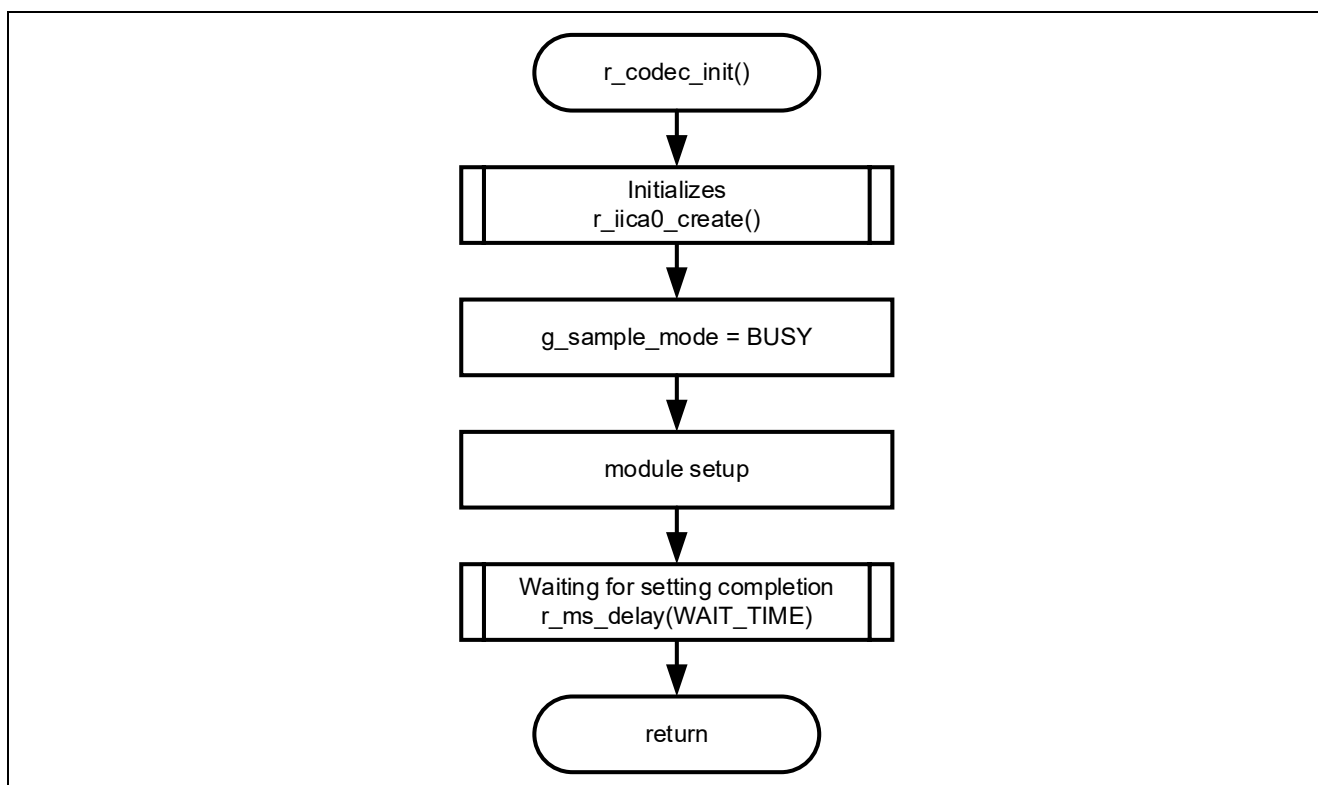 r_codec_init()
Initializes
r_iica0_create()
g_sample_mode = BUSY
module setup
Waiting for setting completion
r_ms_delay(WAIT_TIME)
return